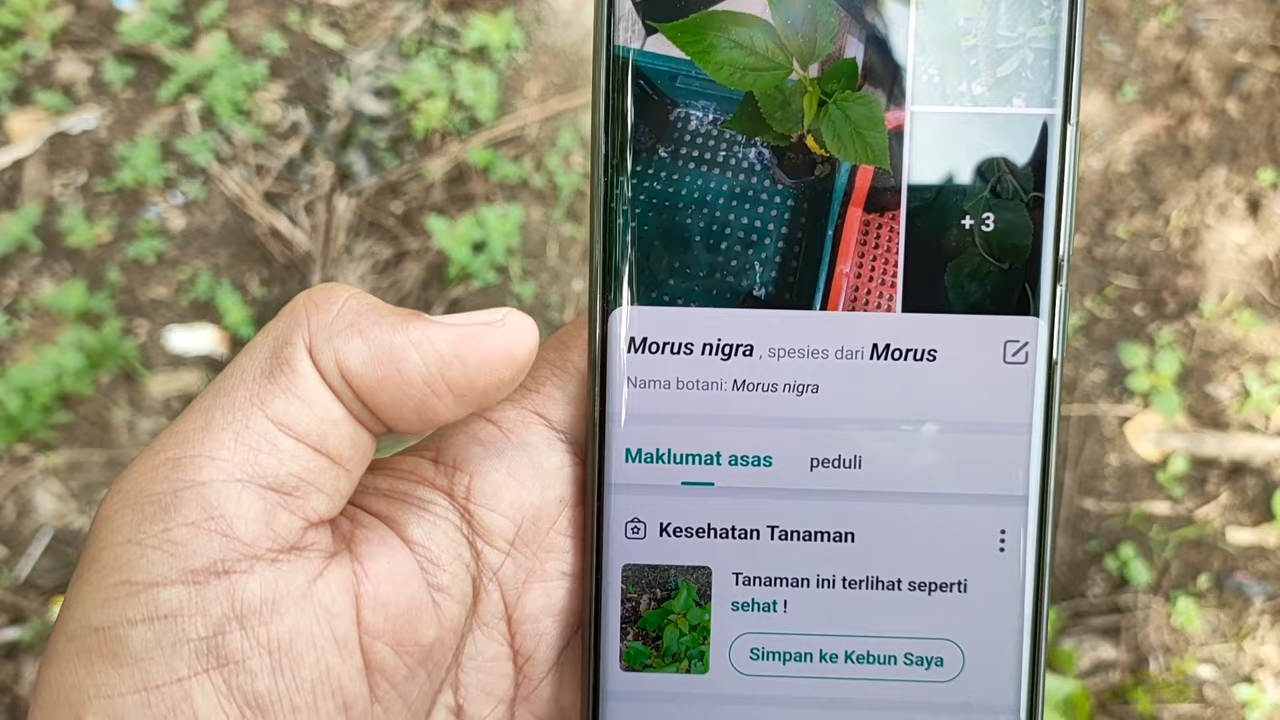 + 3
Morus nigra , spesies dari Morus
Nama botani: Morus nigra
Maklumat asas peduli
Kesehatan Tanaman
Tanaman ini terlihat seperti
sehat !
Simpan ke Kebun Saya